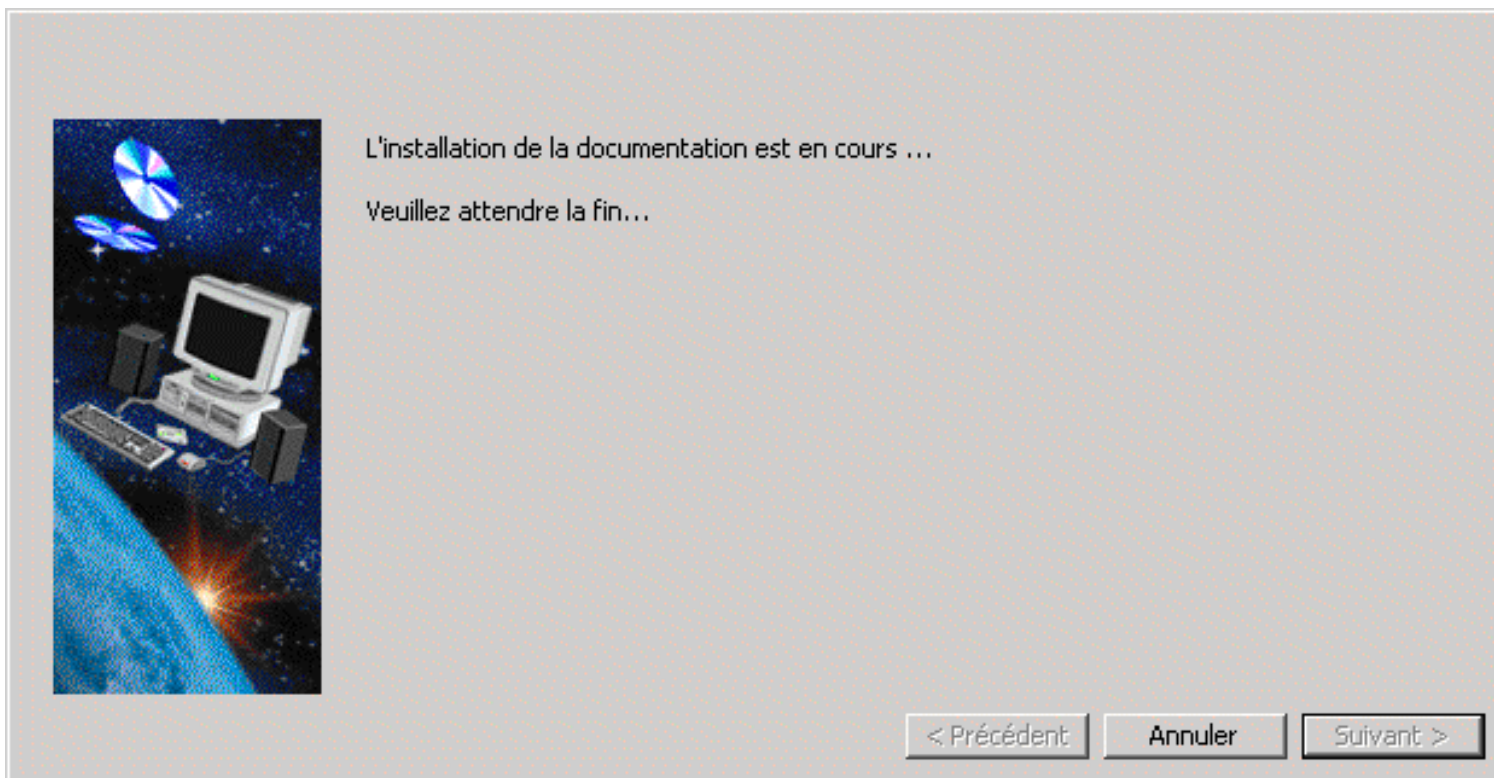 L'installation de la documentation est en cours ...
Veuillez attendre la fin...
< Précédent Annuler Suivant >